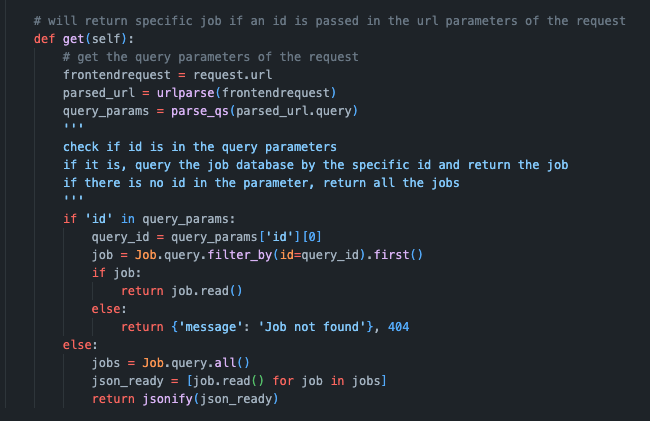 # will return specific job if an id is passed in the url parameters of the request
def get(self):
    # get the query parameters of the request
    frontendrequest = request.url
    parsed_url = urlparse(frontendrequest)
    query_params = parse_qs(parsed_url.query)
    '''
    check if id is in the query parameters
    if it is, query the job database by the specific id and return the job
    if there is no id in the parameter, return all the jobs
    '''
    if 'id' in query_params:
        query_id = query_params['id'][0]
        job = Job.query.filter_by(id=query_id).first()
        if job:
            return job.read()
        else:
            return {'message': 'Job not found'}, 404
    else:
        jobs = Job.query.all()
        json_ready = [job.read() for job in jobs]
        return jsonify(json_ready)